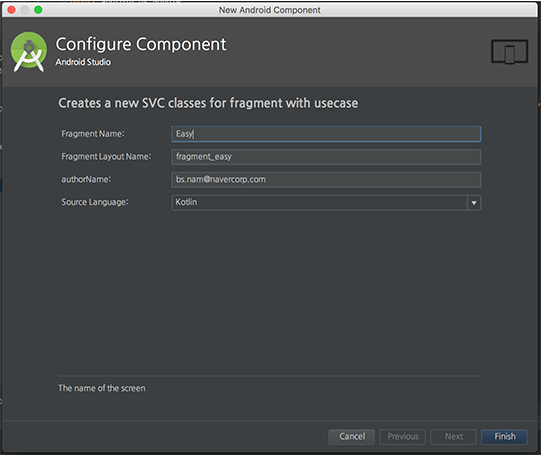 New Android Component
Configure Component
Android Studio
Creates a new SVC classes for fragment with usecase
Fragment Name: Easy
Fragment Layout Name: fragment_easy
authorName: bs.nam@navercorp.com
Source Language: Kotlin
The name of the screen
Cancel Previous Next Finish